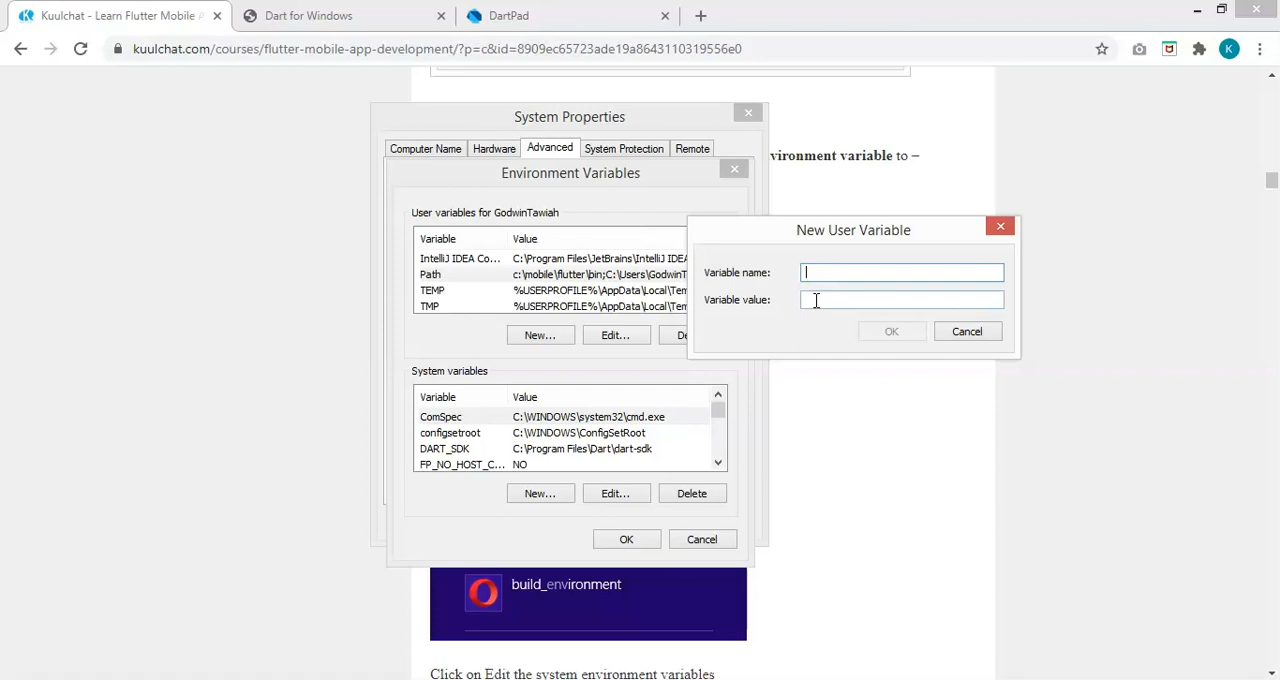 Kuulchat - Learn Flutter Mobile A
Dart for Windows
DartPad
kuulchat.com/courses/flutter-mobile-app-development/?p=c&id=8909ec65723ade19a8643110319556e0
K
System Properties
Computer Name Hardware Advanced System Protection Remote
vironment variable to –
Environment Variables
User variables for GodwinTawiah
Variable Value
IntelliJ IDEA Co... C:\Program Files\JetBrains\IntelliJ IDEA
Path c:\mobile\flutter\bin;C:\Users\GodwinT
TEMP %USERPROFILE%\AppData\Local\Tem
TMP %USERPROFILE%\AppData\Local\Tem
New... Edit... De
New User Variable
Variable name:
Variable value:
OK Cancel
System variables
Variable Value
ComSpec C:\WINDOWS\system32\cmd.exe
configsetroot C:\WINDOWS\ConfigSetRoot
DART_SDK C:\Program Files\Dart\dart-sdk
FP_NO_HOST_C... NO
New... Edit... Delete
OK Cancel
build_environment
Click on Edit the system environment variables